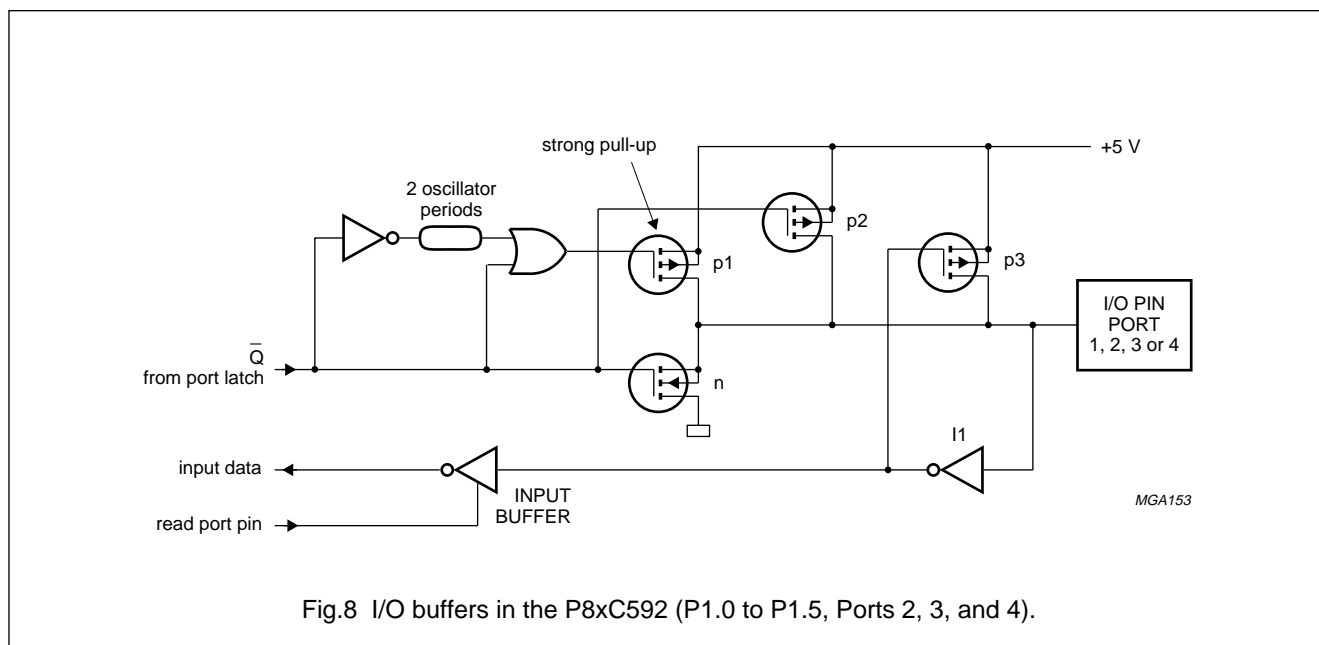 strong pull-up
+5 V
2 oscillator
periods
p2
p1
p3
I/O PIN
PORT
1, 2, 3 or 4
Q̅
from port latch
n
I1
input data
INPUT
BUFFER
MGA153
read port pin
Fig.8 I/O buffers in the P8xC592 (P1.0 to P1.5, Ports 2, 3, and 4).